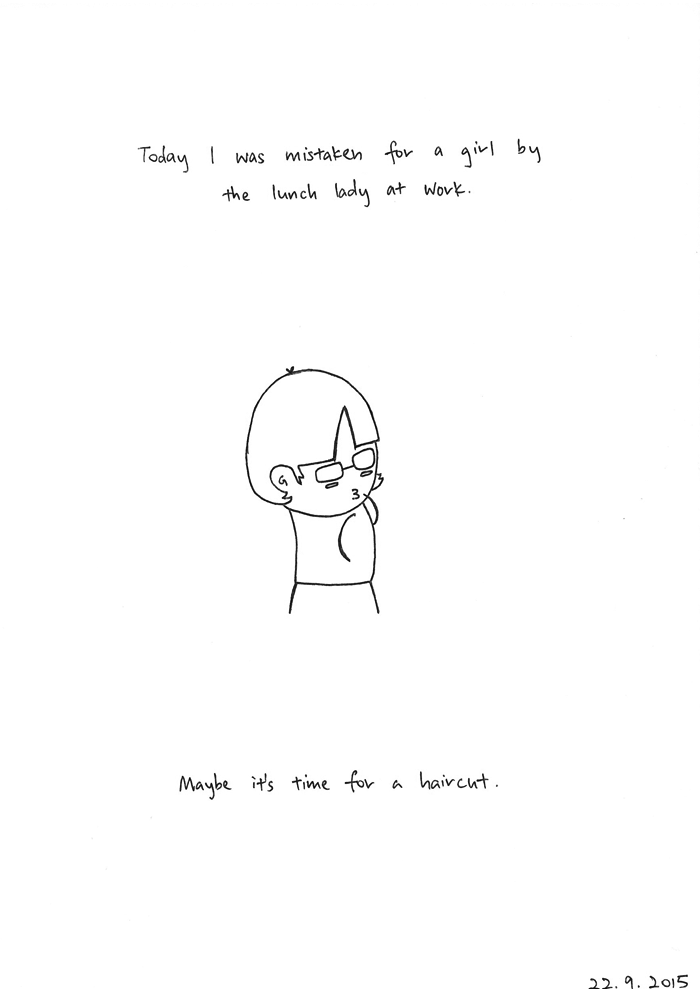 Today I was mistaken for a girl by
the lunch lady at work.
Maybe it's time for a haircut.
22.9.2015